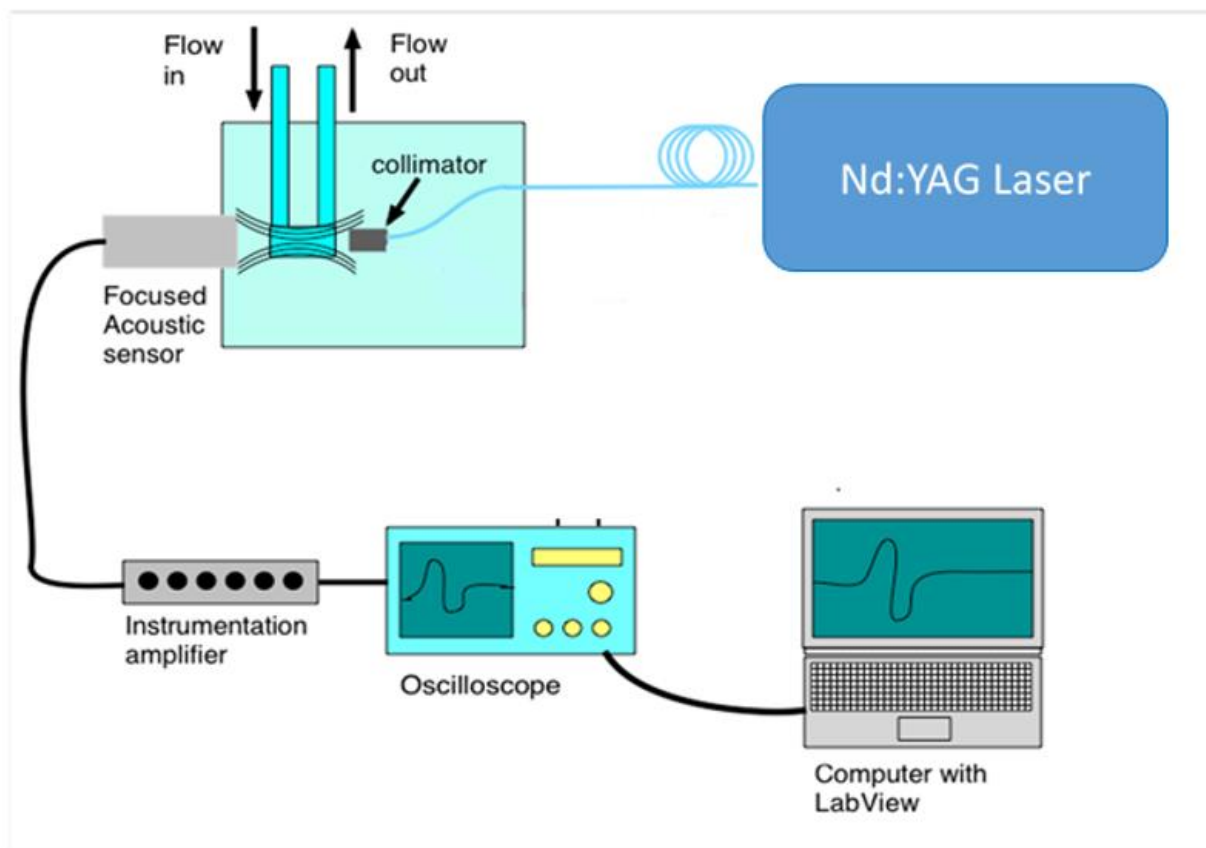 Flow
in
Flow
out
collimator
Nd:YAG Laser
Focused
Acoustic
sensor
Instrumentation
amplifier
Oscilloscope
Computer with
LabView